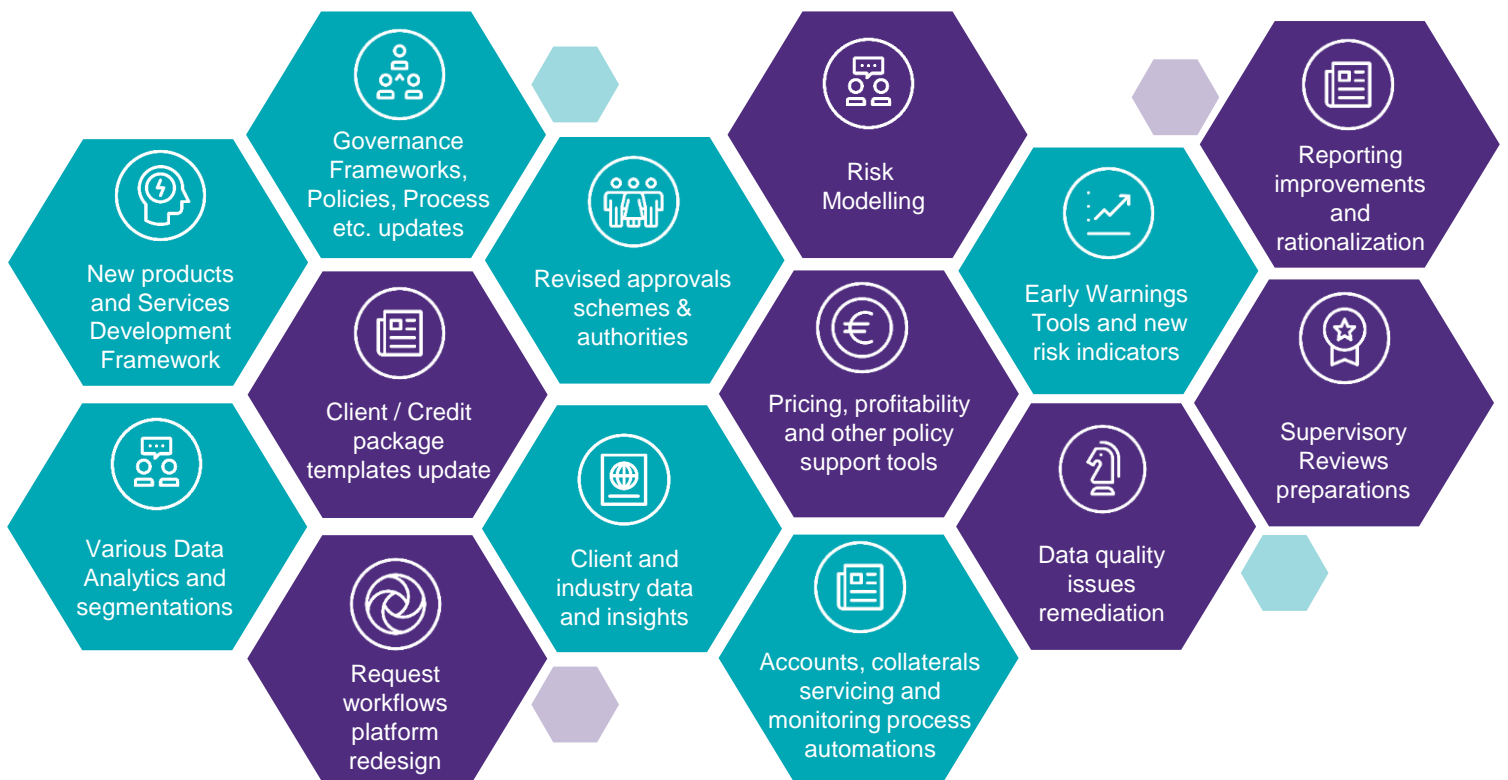 Governance
Frameworks,
Policies, Process
etc. updates
Risk
Modelling
Reporting
improvements
and
rationalization
New products
and Services
Development
Framework
Revised approvals
schemes &
authorities
Early Warnings
Tools and new
risk indicators
Client / Credit
package
templates update
Pricing, profitability
and other policy
support tools
Supervisory
Reviews
preparations
Various Data
Analytics and
segmentations
Client and
industry data
and insights
Data quality
issues
remediation
Request
workflows
platform
redesign
Accounts, collaterals
servicing and
monitoring process
automations